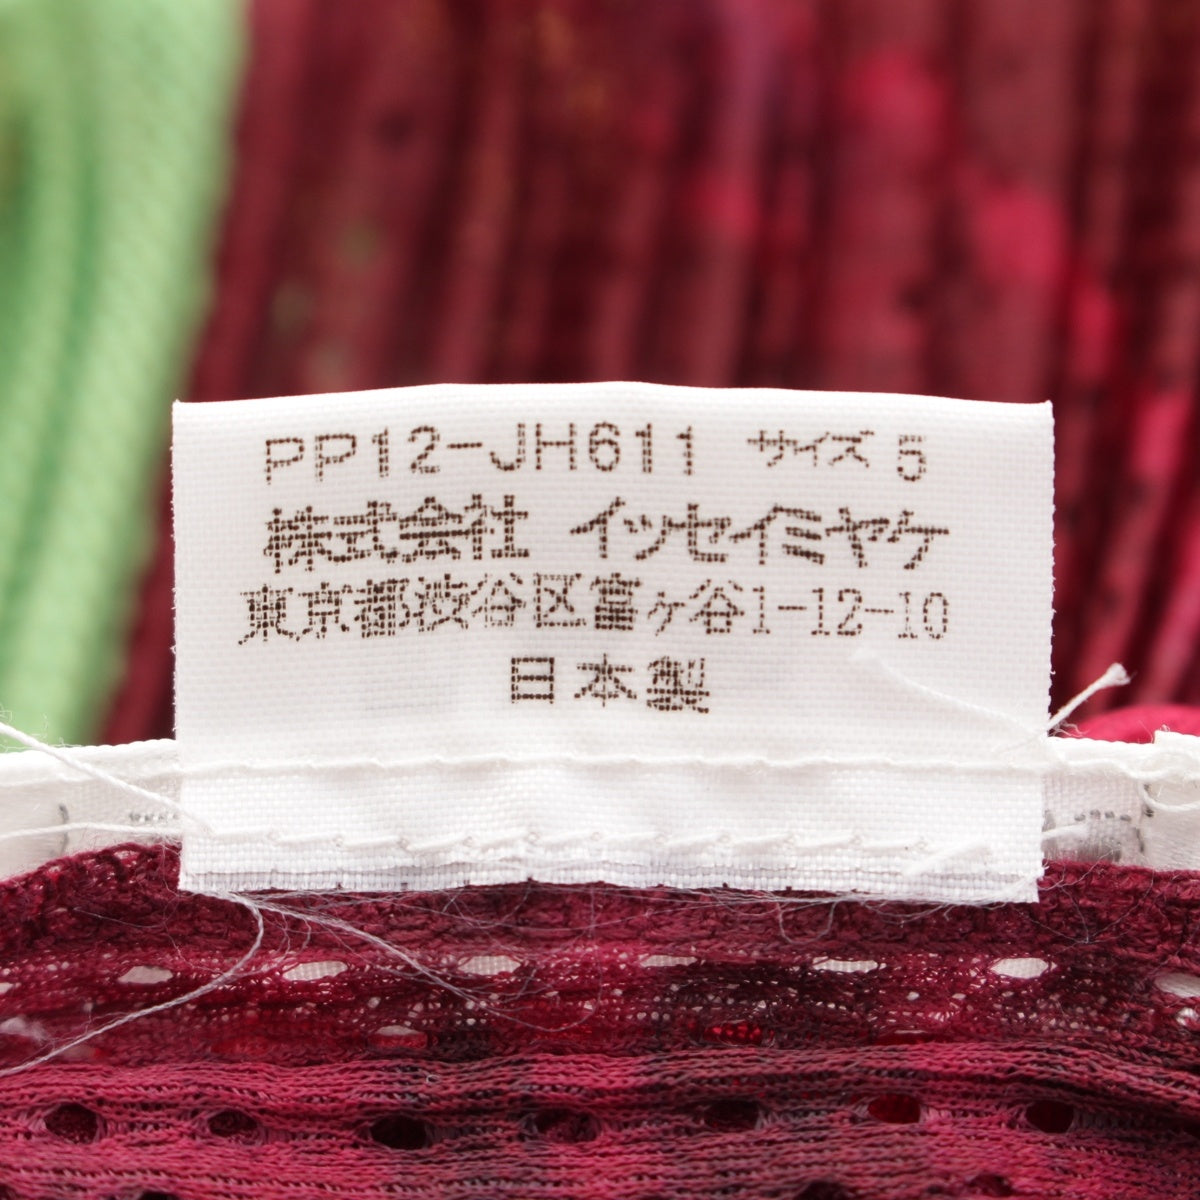 PP12-JH611 サイズ 5
株式会社 イッセイミヤケ
東京都渋谷区富ヶ谷1-12-10
日本製